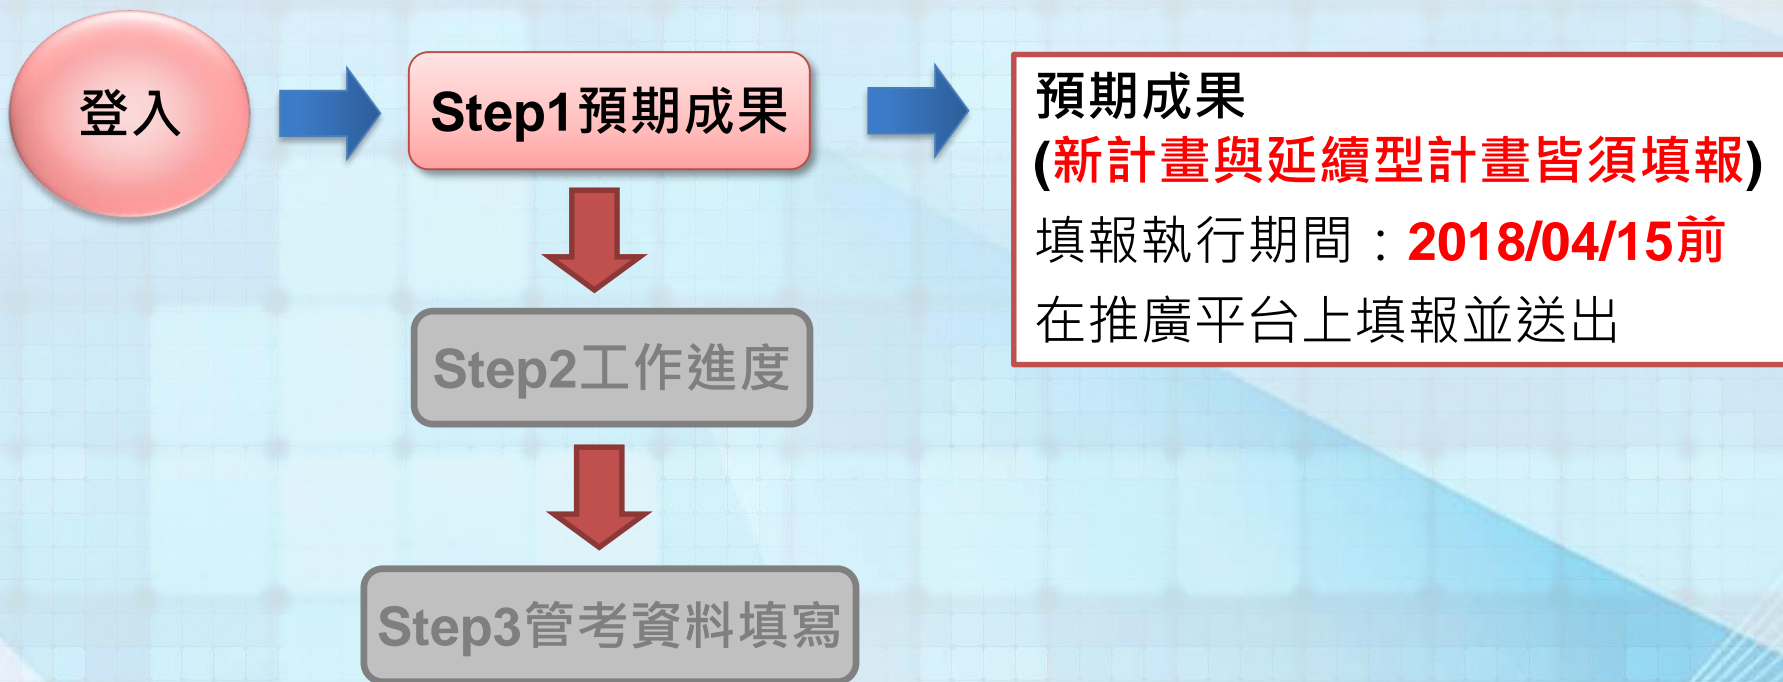 登入
Step1預期成果
預期成果
(新計畫與延續型計畫皆須填報)
填報執行期間：2018/04/15前
在推廣平台上填報並送出
Step2工作進度
Step3管考資料填寫